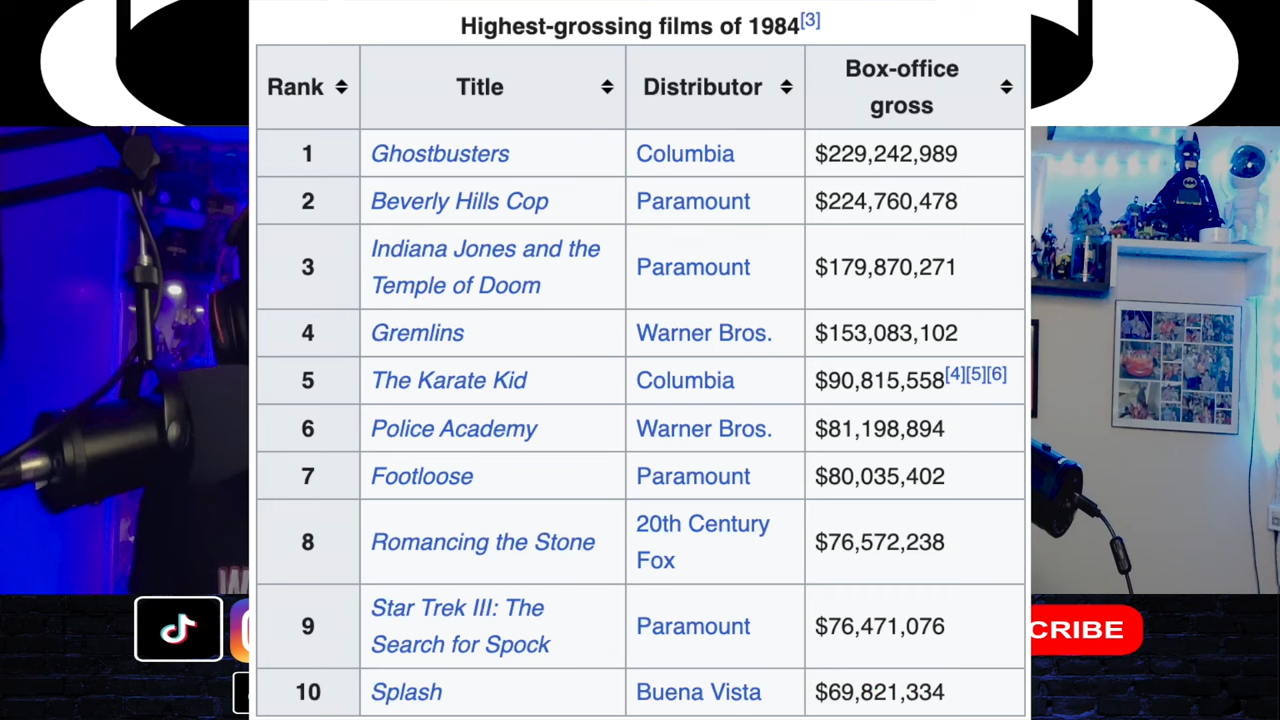 Highest-grossing films of 1984[3]
Rank Title Distributor Box-office gross
1 Ghostbusters Columbia $229,242,989
2 Beverly Hills Cop Paramount $224,760,478
3 Indiana Jones and the Temple of Doom Paramount $179,870,271
4 Gremlins Warner Bros. $153,083,102
5 The Karate Kid Columbia $90,815,558[4][5][6]
6 Police Academy Warner Bros. $81,198,894
7 Footloose Paramount $80,035,402
8 Romancing the Stone 20th Century Fox $76,572,238
9 Star Trek III: The Search for Spock Paramount $76,471,076
10 Splash Buena Vista $69,821,334
CRIBE